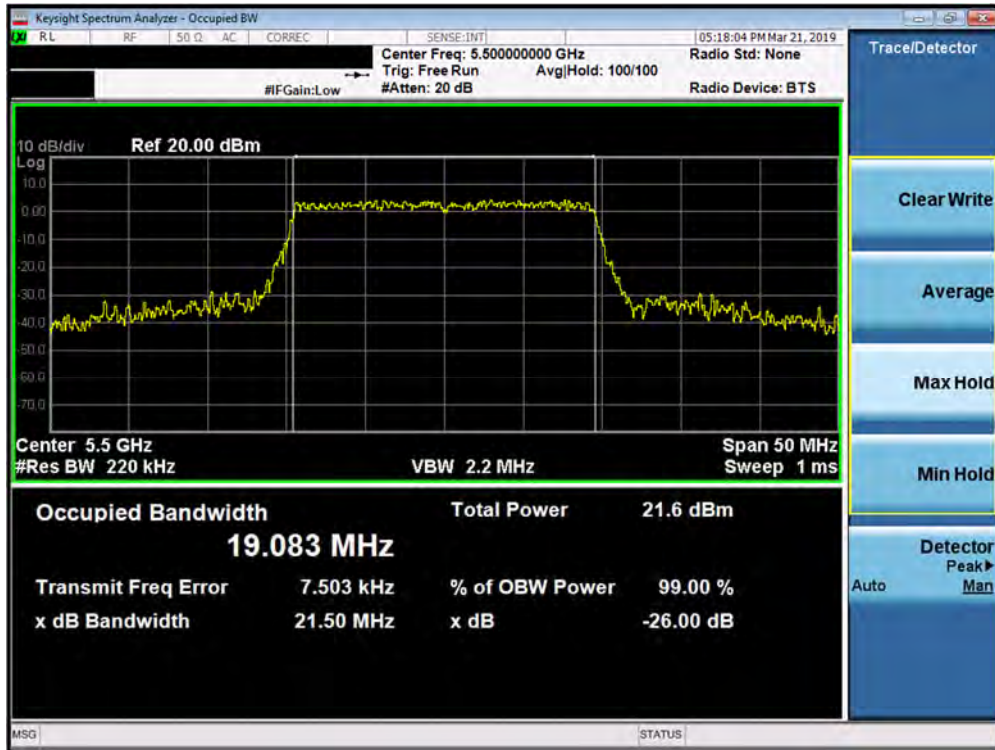 Keysight Spectrum Analyzer - Occupied BW
LXI RL RF 50 Ω AC CORREC SENSE:INT 05:18:04 PM Mar 21, 2019
Center Freq: 5.500000000 GHz Radio Std: None
Trig: Free Run Avg|Hold: 100/100
#IFGain:Low #Atten: 20 dB Radio Device: BTS
Trace/Detector
10 dB/div Ref 20.00 dBm
Log
10.0
0.00
-10.0
-20.0
-30.0
-40.0
-50.0
-60.0
-70.0
Center 5.5 GHz Span 50 MHz
#Res BW 220 kHz VBW 2.2 MHz Sweep 1 ms
Occupied Bandwidth Total Power 21.6 dBm
19.083 MHz
Transmit Freq Error 7.503 kHz % of OBW Power 99.00 %
x dB Bandwidth 21.50 MHz x dB -26.00 dB
Clear Write
Average
Max Hold
Min Hold
Detector
Peak▶
Auto Man
MSG STATUS